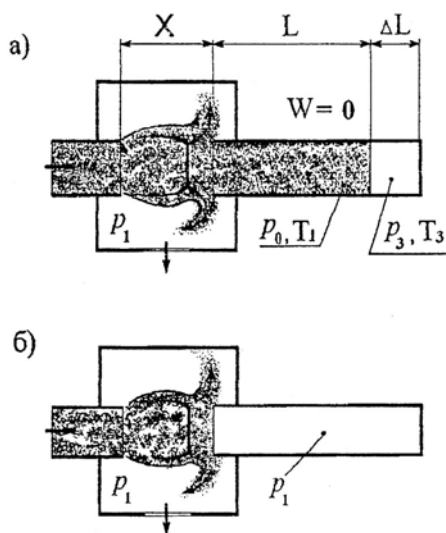 X
L
ΔL
а)
W = 0
p₁
p₀, T₁
p₃, T₃
б)
p₁
p₁